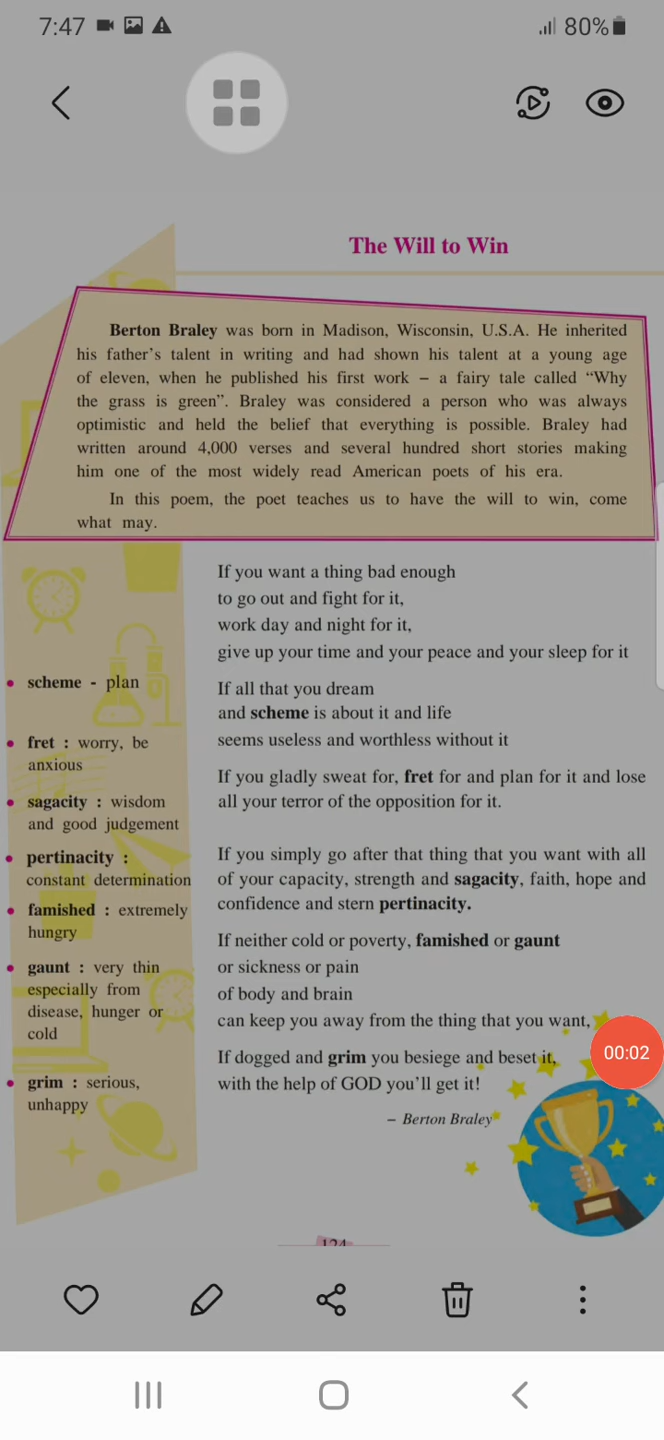 7:47
80%
The Will to Win
Berton Braley was born in Madison, Wisconsin, U.S.A. He inherited
his father's talent in writing and had shown his talent at a young age
of eleven, when he published his first work – a fairy tale called “Why
the grass is green”. Braley was considered a person who was always
optimistic and held the belief that everything is possible. Braley had
written around 4,000 verses and several hundred short stories making
him one of the most widely read American poets of his era.
In this poem, the poet teaches us to have the will to win, come
what may.
If you want a thing bad enough
to go out and fight for it,
work day and night for it,
give up your time and your peace and your sleep for it
If all that you dream
and scheme is about it and life
seems useless and worthless without it
If you gladly sweat for, fret for and plan for it and lose
all your terror of the opposition for it.
If you simply go after that thing that you want with all
of your capacity, strength and sagacity, faith, hope and
confidence and stern pertinacity.
If neither cold or poverty, famished or gaunt
or sickness or pain
of body and brain
can keep you away from the thing that you want,
If dogged and grim you besiege and beset it,
with the help of GOD you'll get it!
– Berton Braley
• scheme - plan
• fret : worry, be
anxious
• sagacity : wisdom
and good judgement
• pertinacity :
constant determination
• famished : extremely
hungry
• gaunt : very thin
especially from
disease, hunger or
cold
• grim : serious,
unhappy
00:02
124